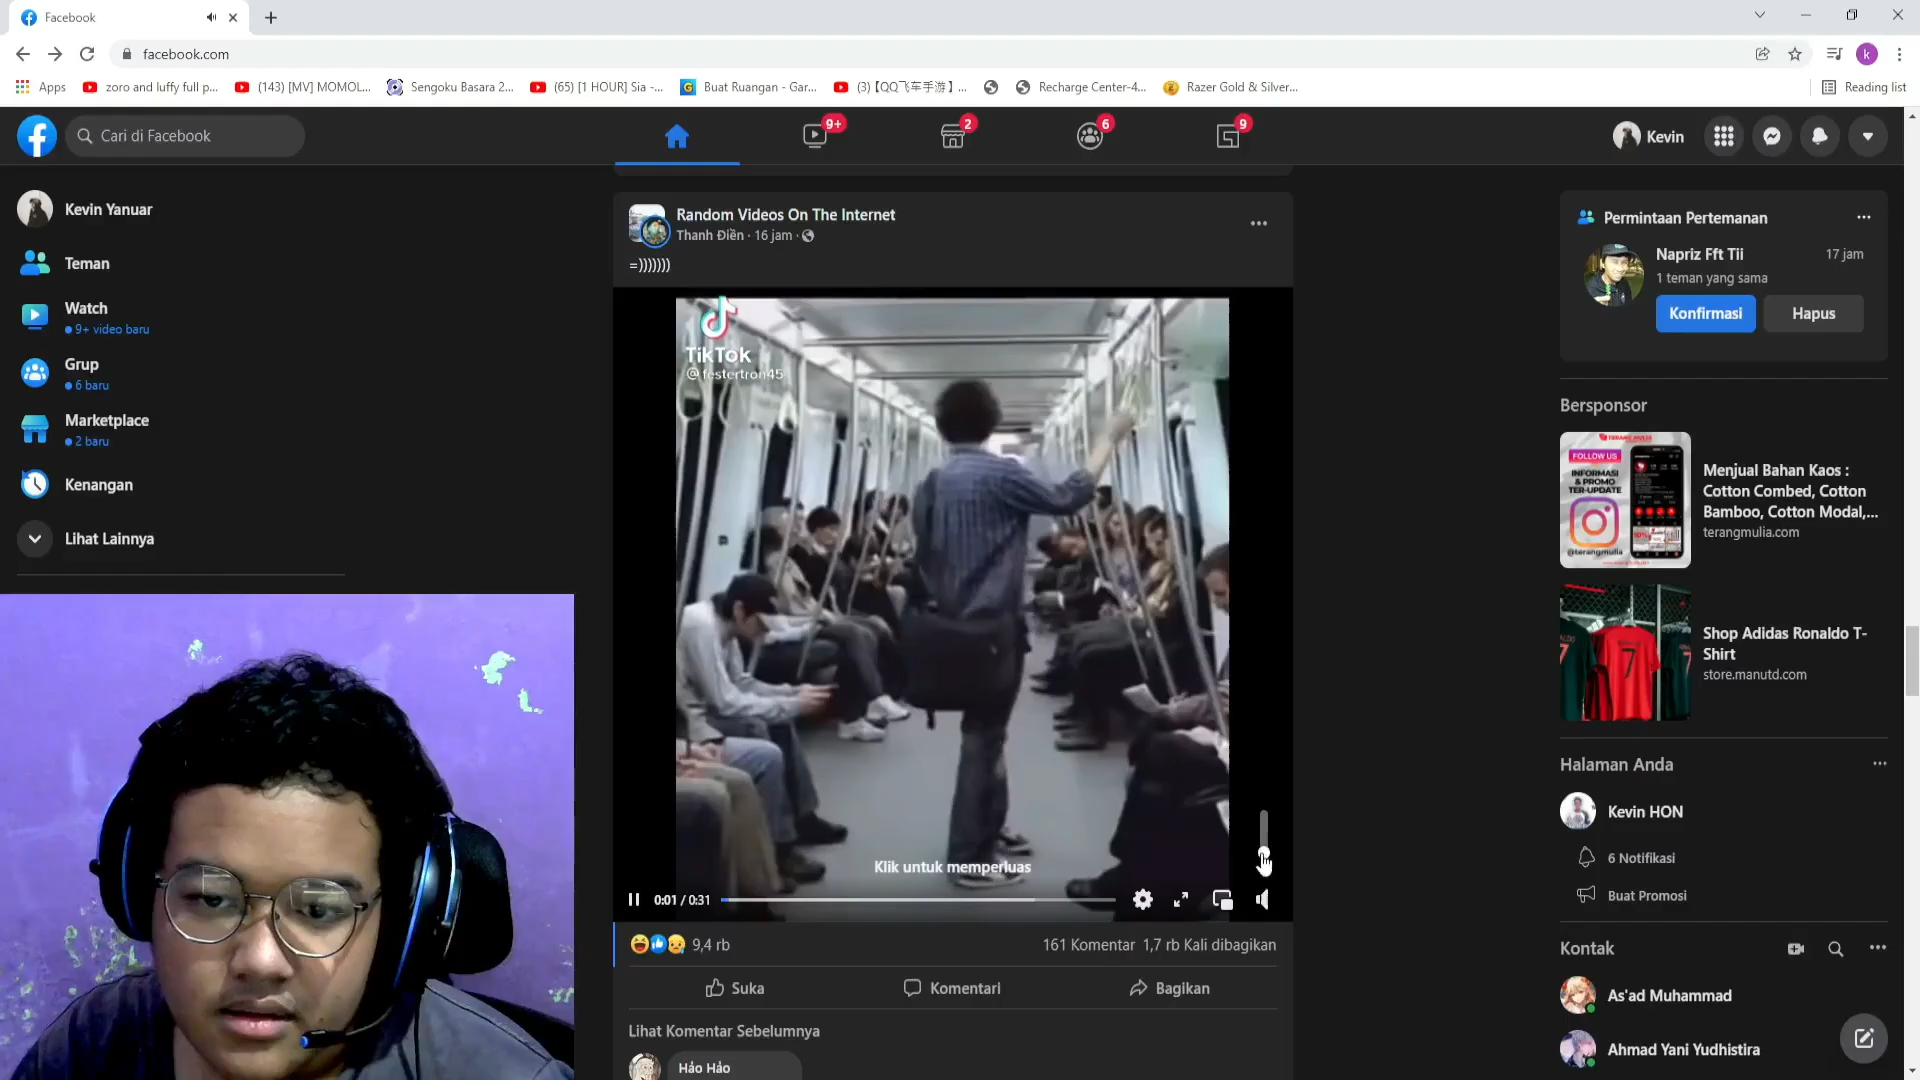 Facebook
facebook.com
Apps
zoro and luffy full p...
(143) [MV] MOMOL...
Sengoku Basara 2...
(65) [1 HOUR] Sia -...
Buat Ruangan - Gar...
(3)【QQ飞车手游】...
Recharge Center-4...
Razer Gold & Silver...
Reading list
k
Cari di Facebook
9+
2
6
9
Kevin
Kevin Yanuar
Teman
Watch
9+ video baru
Grup
6 baru
Marketplace
2 baru
Kenangan
Lihat Lainnya
Random Videos On The Internet
Thanh Điền · 16 jam ·
=)))))))
TikTok
@festertron45
Klik untuk memperluas
0:01 / 0:31
9,4 rb
161 Komentar 1,7 rb Kali dibagikan
Suka
Komentari
Bagikan
Lihat Komentar Sebelumnya
Hảo Hảo
Permintaan Pertemanan
Napriz Fft Tii
17 jam
1 teman yang sama
Konfirmasi
Hapus
Bersponsor
FOLLOW US
INFORMASI
& PROMO
TER-UPDATE
@terangmulia
Menjual Bahan Kaos :
Cotton Combed, Cotton
Bamboo, Cotton Modal,...
terangmulia.com
7
Shop Adidas Ronaldo T-
Shirt
store.manutd.com
Halaman Anda
Kevin HON
6 Notifikasi
Buat Promosi
Kontak
As'ad Muhammad
Ahmad Yani Yudhistira